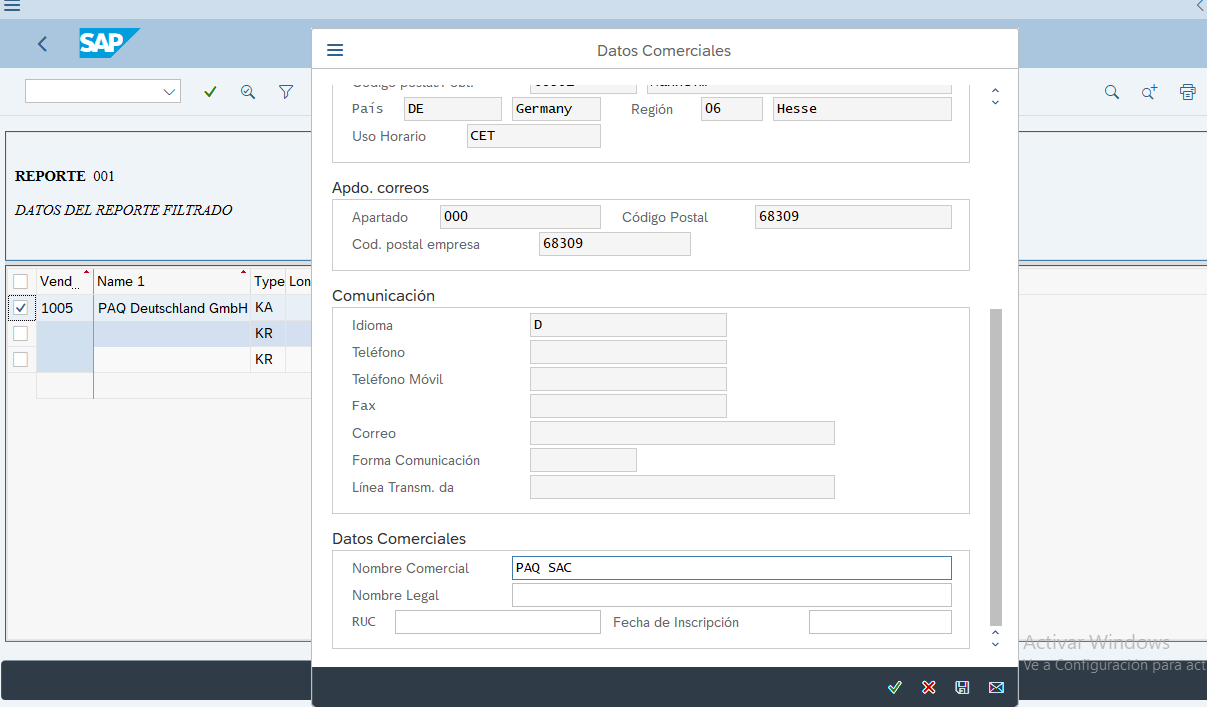 SAP
Datos Comerciales
País DE Germany Región 06 Hesse
Uso Horario CET
REPORTE 001
DATOS DEL REPORTE FILTRADO
Apdo. correos
Apartado 000 Código Postal 68309
Cod. postal empresa 68309
Vend.. Name 1 Type Lon
1005 PAQ Deutschland GmbH KA
KR
KR
Comunicación
Idioma D
Teléfono
Teléfono Móvil
Fax
Correo
Forma Comunicación
Línea Transm. da
Datos Comerciales
Nombre Comercial PAQ SAC
Nombre Legal
RUC Fecha de Inscripción
Activar Windows
Ve a Configuración para act